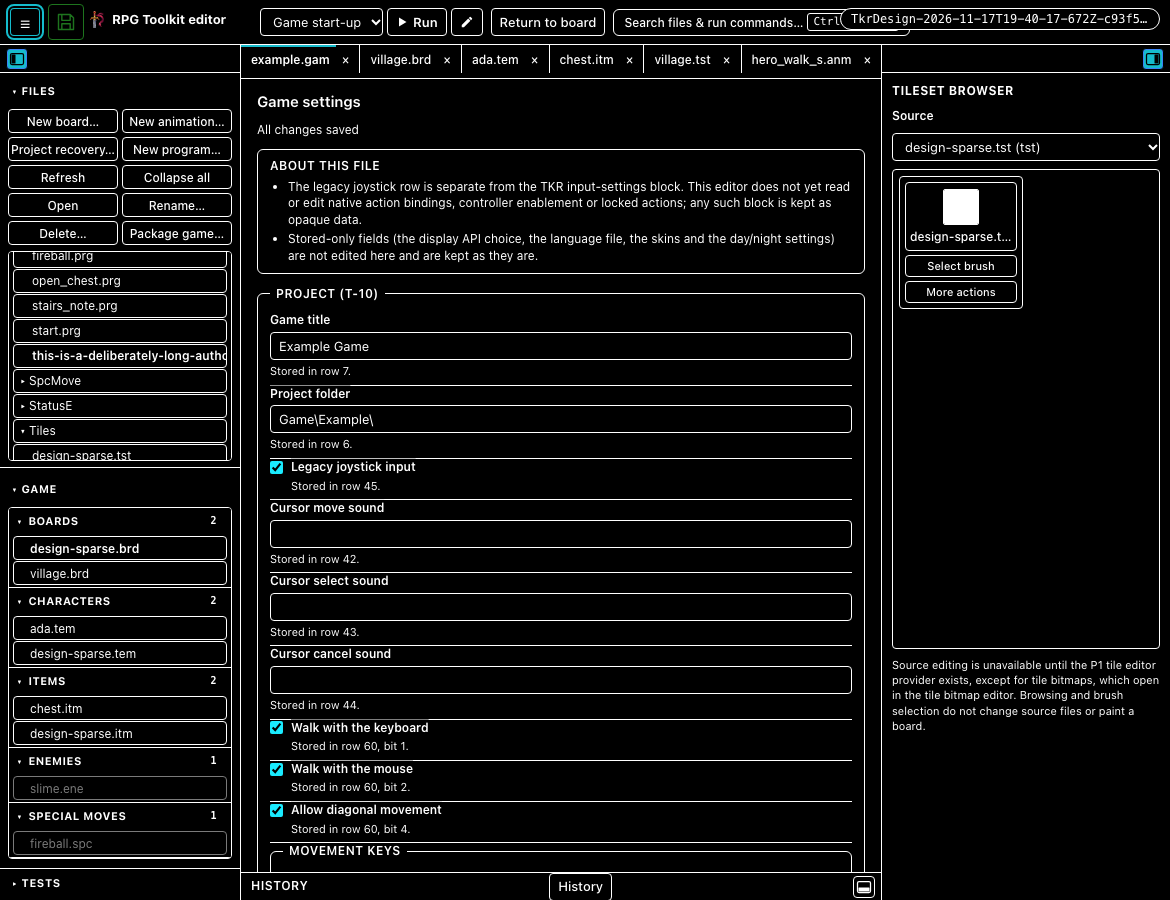 RPG Toolkit editor
Game start-up
Run
Return to board
Search files & run commands...
Ctrl
TkrDesign-2026-11-17T19-40-17-672Z-c93f5…
example.gam ×
village.brd ×
ada.tem ×
chest.itm ×
village.tst ×
hero_walk_s.anm ×
FILES
New board...
New animation...
Project recovery...
New program...
Refresh
Collapse all
Open
Rename...
Delete...
Package game...
fireball.prg
open_chest.prg
stairs_note.prg
start.prg
this-is-a-deliberately-long-autho
SpcMove
StatusE
Tiles
design-sparse.tst
GAME
BOARDS 2
design-sparse.brd
village.brd
CHARACTERS 2
ada.tem
design-sparse.tem
ITEMS 2
chest.itm
design-sparse.itm
ENEMIES 1
slime.ene
SPECIAL MOVES 1
fireball.spc
TESTS
Game settings
All changes saved
ABOUT THIS FILE
• The legacy joystick row is separate from the TKR input-settings block. This editor does not yet read
or edit native action bindings, controller enablement or locked actions; any such block is kept as
opaque data.
• Stored-only fields (the display API choice, the language file, the skins and the day/night settings)
are not edited here and are kept as they are.
PROJECT (T-10)
Game title
Example Game
Stored in row 7.
Project folder
Game\Example\
Stored in row 6.
Legacy joystick input
Stored in row 45.
Cursor move sound
Stored in row 42.
Cursor select sound
Stored in row 43.
Cursor cancel sound
Stored in row 44.
Walk with the keyboard
Stored in row 60, bit 1.
Walk with the mouse
Stored in row 60, bit 2.
Allow diagonal movement
Stored in row 60, bit 4.
MOVEMENT KEYS
HISTORY
History
TILESET BROWSER
Source
design-sparse.tst (tst)
design-sparse.t...
Select brush
More actions
Source editing is unavailable until the P1 tile editor
provider exists, except for tile bitmaps, which open
in the tile bitmap editor. Browsing and brush
selection do not change source files or paint a
board.